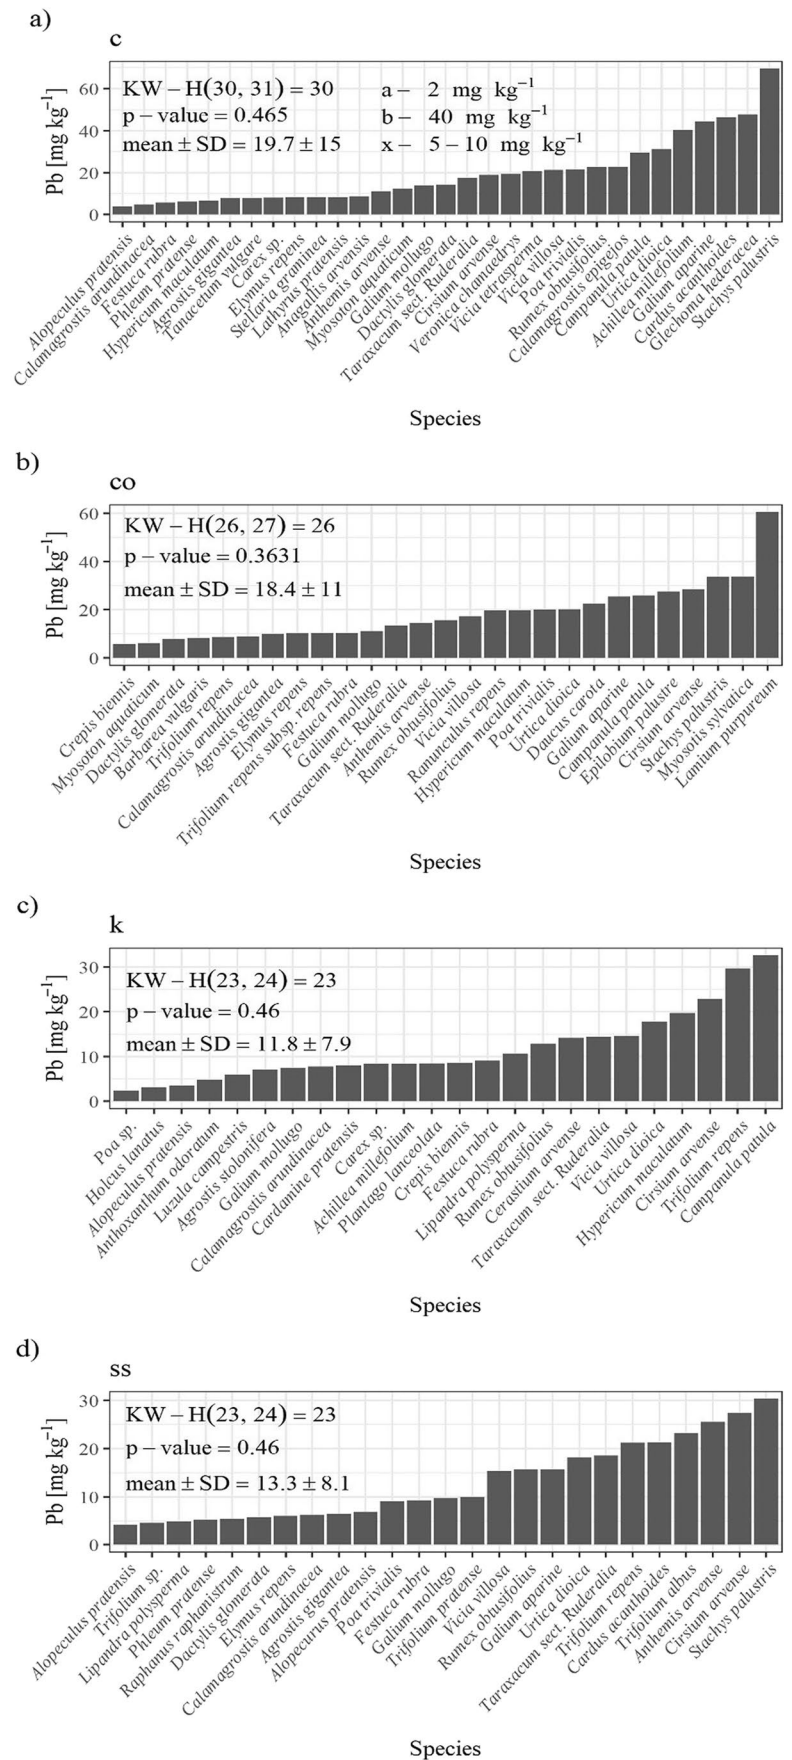 a)
c
KW – H(30, 31) = 30
p – value = 0.465
mean ± SD = 19.7 ± 15
a – 2 mg kg⁻¹
b – 40 mg kg⁻¹
x – 5 – 10 mg kg⁻¹
Pb [mg kg⁻¹]
60
40
20
0
Alopeculus pratensis
Calamagrostis arundinacea
Festuca rubra
Phleum pratense
Hypericum maculatum
Agrostis gigantea
Tanacetum vulgare
Carex sp.
Elymus repens
Stellaria graminea
Lathyrus pratensis
Anagallis arvensis
Anthemis arvense
Myosoton aquaticum
Galium mollugo
Dactylis glomerata
Taraxacum sect. Ruderalia
Cirsium arvense
Veronica chamaedrys
Vicia tetrasperma
Vicia villosa
Poa trivialis
Rumex obtusifolius
Calamagrostis epigejos
Campanula patula
Urtica dioica
Achillea millefolium
Galium aparine
Cardus acanthoides
Glechoma hederacea
Stachys palustris
Species
b)
co
KW – H(26, 27) = 26
p – value = 0.3631
mean ± SD = 18.4 ± 11
Pb [mg kg⁻¹]
60
40
20
0
Crepis biennis
Myosoton aquaticum
Dactylis glomerata
Barbarea vulgaris
Trifolium repens
Calamagrostis arundinacea
Agrostis gigantea
Elymus repens
Trifolium repens subsp. repens
Festuca rubra
Galium mollugo
Taraxacum sect. Ruderalia
Anthemis arvense
Rumex obtusifolius
Vicia villosa
Ranunculus repens
Hypericum maculatum
Poa trivialis
Urtica dioica
Daucus carota
Galium aparine
Campanula patula
Epilobium palustre
Cirsium arvense
Stachys palustris
Myosotis sylvatica
Lamium purpureum
Species
c)
k
KW – H(23, 24) = 23
p – value = 0.46
mean ± SD = 11.8 ± 7.9
Pb [mg kg⁻¹]
30
20
10
0
Poa sp.
Holcus lanatus
Alopeculus pratensis
Anthoxanthum odoratum
Luzula campestris
Agrostis stolonifera
Galium mollugo
Calamagrostis arundinacea
Cardamine pratensis
Carex sp.
Achillea millefolium
Plantago lanceolata
Crepis biennis
Festuca rubra
Lipandra polysperma
Rumex obtusifolius
Cerastium arvense
Taraxacum sect. Ruderalia
Vicia villosa
Urtica dioica
Hypericum maculatum
Cirsium arvense
Trifolium repens
Campanula patula
Species
d)
ss
KW – H(23, 24) = 23
p – value = 0.46
mean ± SD = 13.3 ± 8.1
Pb [mg kg⁻¹]
30
20
10
0
Alopeculus pratensis
Trifolium sp.
Lipandra polysperma
Phleum pratense
Raphanus raphanistrum
Dactylis glomerata
Elymus repens
Calamagrostis arundinacea
Agrostis gigantea
Alopecurus pratensis
Poa trivialis
Festuca rubra
Galium mollugo
Trifolium pratense
Vicia villosa
Rumex obtusifolius
Galium aparine
Urtica dioica
Taraxacum sect. Ruderalia
Trifolium repens
Cardus acanthoides
Trifolium albus
Anthemis arvense
Cirsium arvense
Stachys palustris
Species